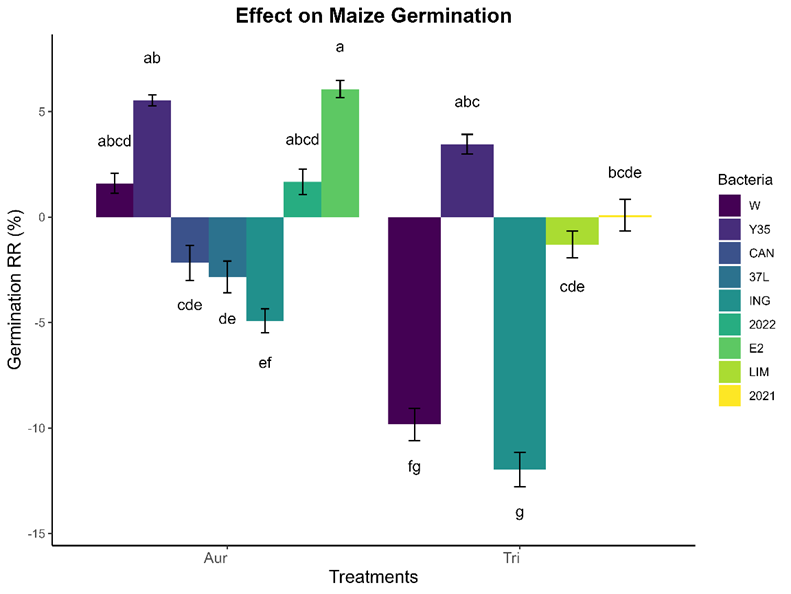 Effect on Maize Germination
Germination RR (%)
5
0
-5
-10
-15
abcd
ab
cde
de
ef
abcd
a
fg
abc
g
cde
bcde
Aur
Tri
Treatments
Bacteria
W
Y35
CAN
37L
ING
2022
E2
LIM
2021